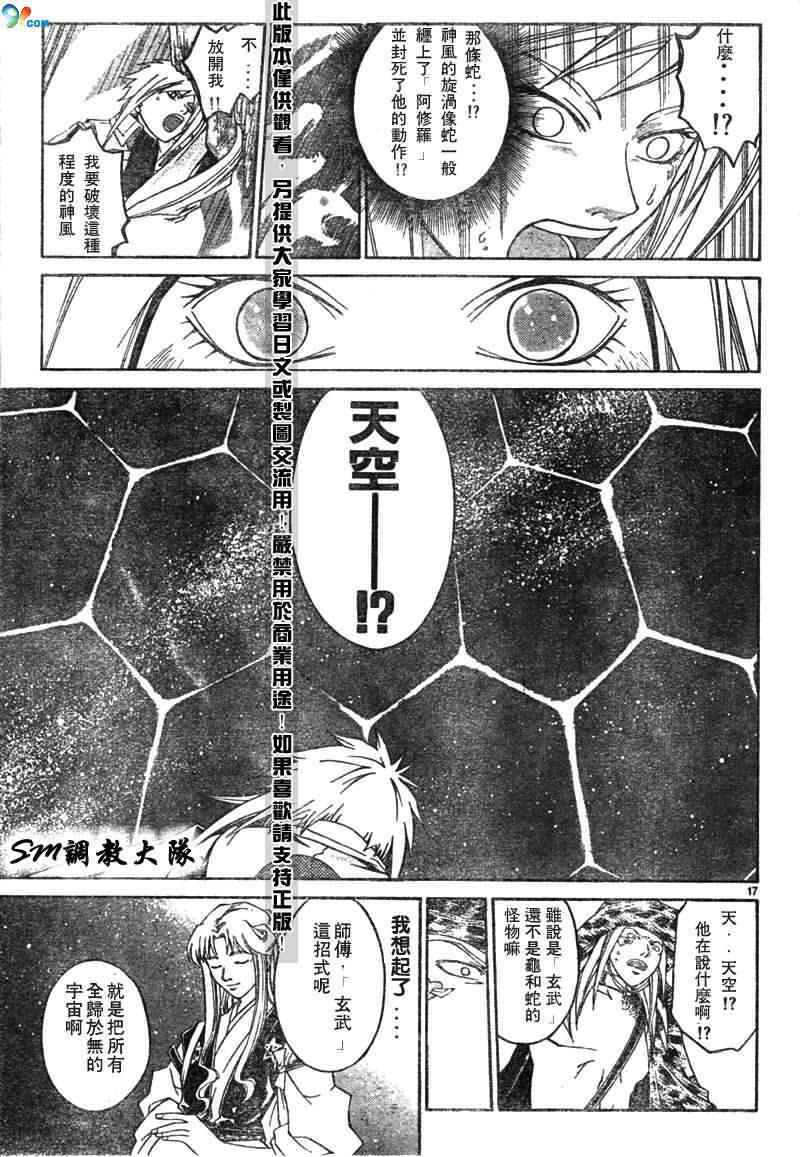 什麼....!?
那條蛇...!?
神風的旋渦像蛇一般
纏上了「阿修羅」
並封死了他的動作!?
不....
放開我!!
我要破壞這種
程度的神風
天空——!?
17
天..天空!?
他在說什麼啊!?
雖說是「玄武」
還不是龜和蛇的
怪物嘛
我想起了....
師傅,「玄武」
這招式呢
就是把所有
全歸於無的
宇宙啊
此版本僅供觀看,另提供大家學習日文或製圖交流用!嚴禁用於商業用途!如果喜歡請支持正版!
SM調教大隊
91.com